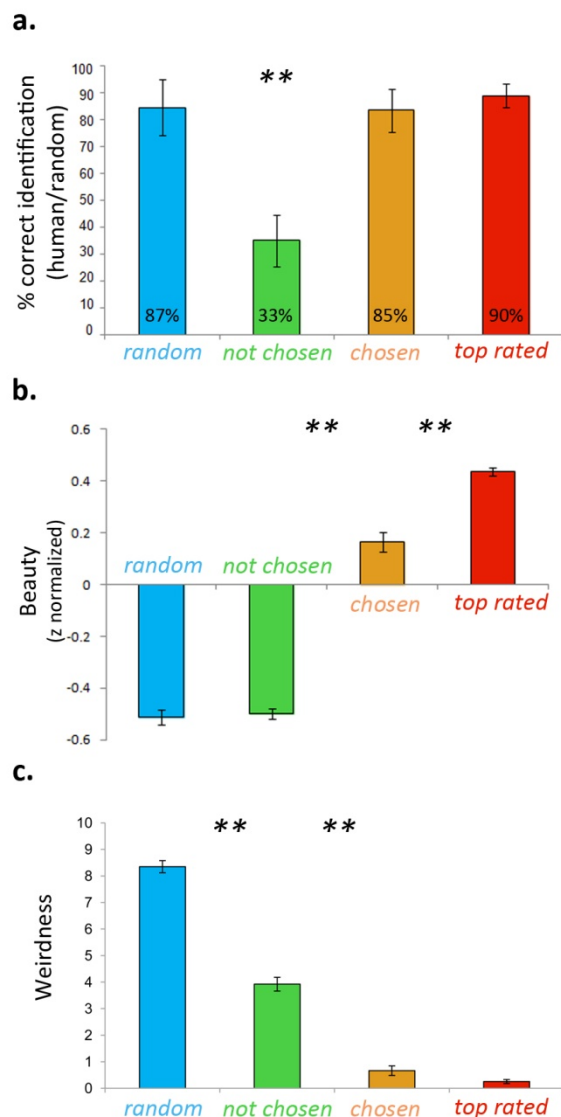 a.
% correct identification
(human/random)
100
90
80
70
60
50
40
30
20
10
0
**
87%
33%
85%
90%
random
not chosen
chosen
top rated
b.
Beauty
(z normalized)
0.6
0.4
0.2
0
-0.2
-0.4
-0.6
**
**
random
not chosen
chosen
top rated
c.
Weirdness
10
9
8
7
6
5
4
3
2
1
0
**
**
random
not chosen
chosen
top rated